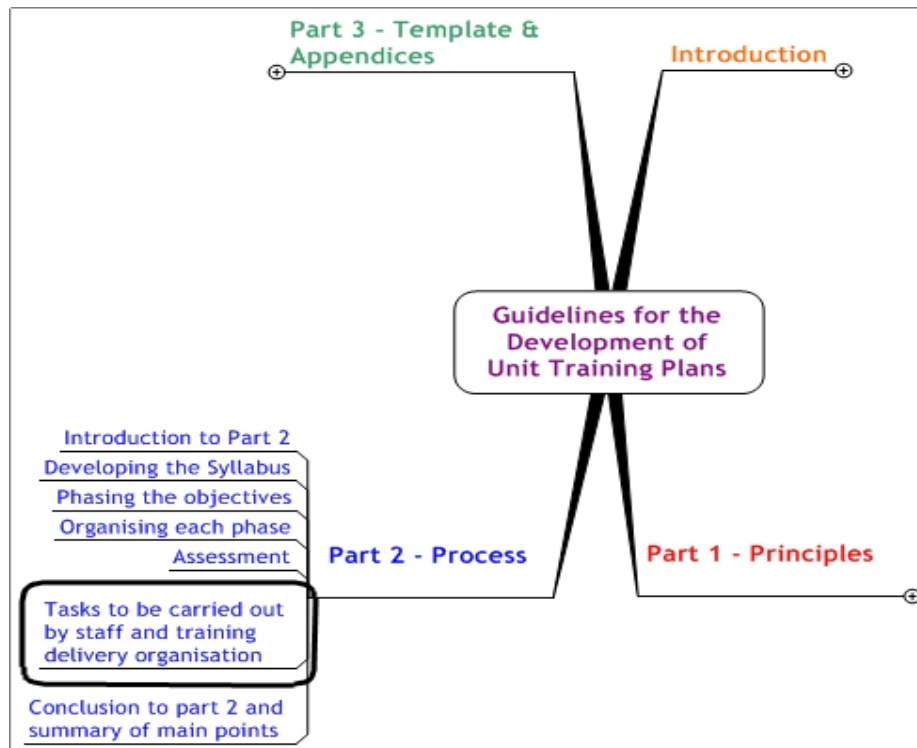 Part 3 - Template &
Appendices
Introduction
Guidelines for the
Development of
Unit Training Plans
Introduction to Part 2
Developing the Syllabus
Phasing the objectives
Organising each phase
Assessment
Tasks to be carried out
by staff and training
delivery organisation
Conclusion to part 2 and
summary of main points
Part 2 - Process
Part 1 - Principles